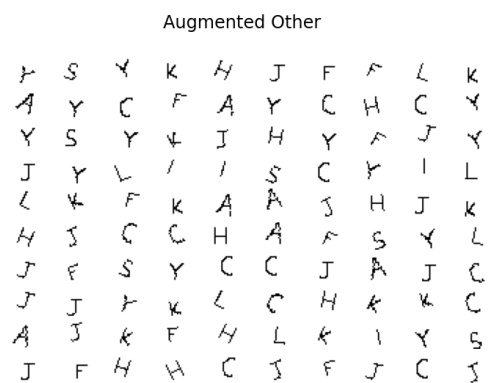 Augmented Other
Y S Y K H J F F L K
A Y C F A Y C H C Y
Y S Y K I H Y F J Y
J Y L I I S C Y I L
L K F K A A J H J K
H J C C H A F S Y L
J F S Y C C J A J C
J J Y K L C H K K C
A J K F H L K I Y S
J F H H C J F J C J